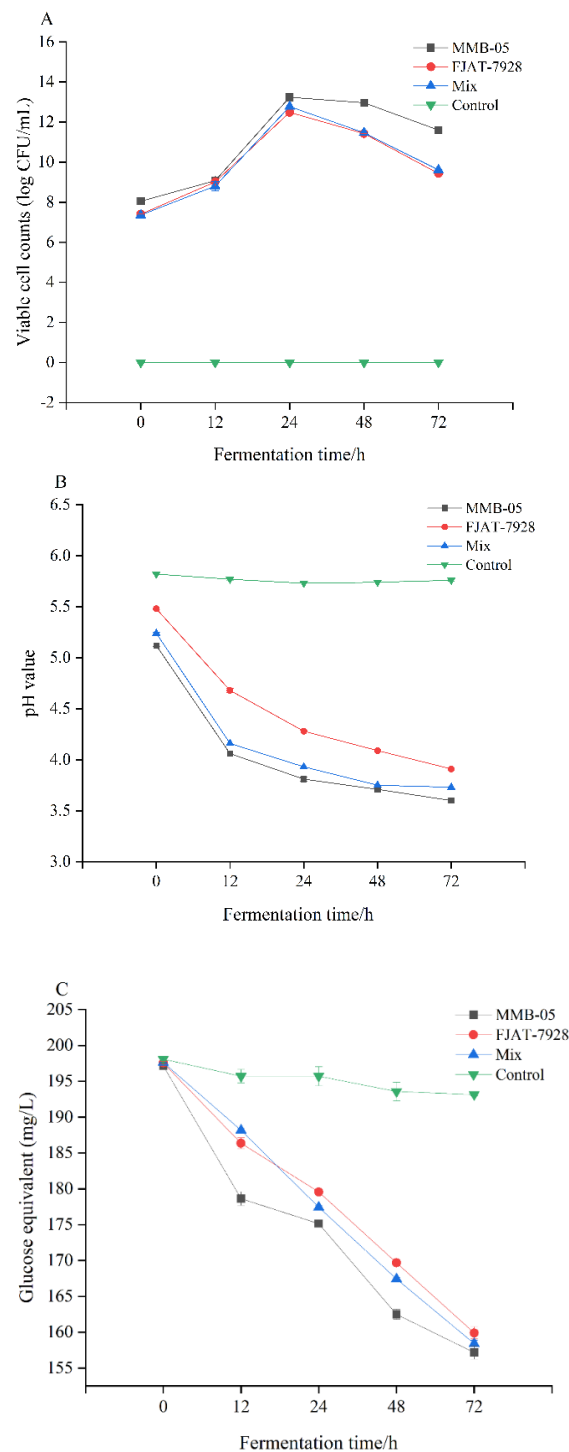 A
16
14
12
10
8
6
4
2
0
-2
Viable cell counts (log CFU/mL)
MMB-05
FJAT-7928
Mix
Control
0 12 24 48 72
Fermentation time/h
B
6.5
6.0
5.5
5.0
4.5
4.0
3.5
3.0
pH value
MMB-05
FJAT-7928
Mix
Control
0 12 24 48 72
Fermentation time/h
C
205
200
195
190
185
180
175
170
165
160
155
Glucose equivalent (mg/L)
MMB-05
FJAT-7928
Mix
Control
0 12 24 48 72
Fermentation time/h